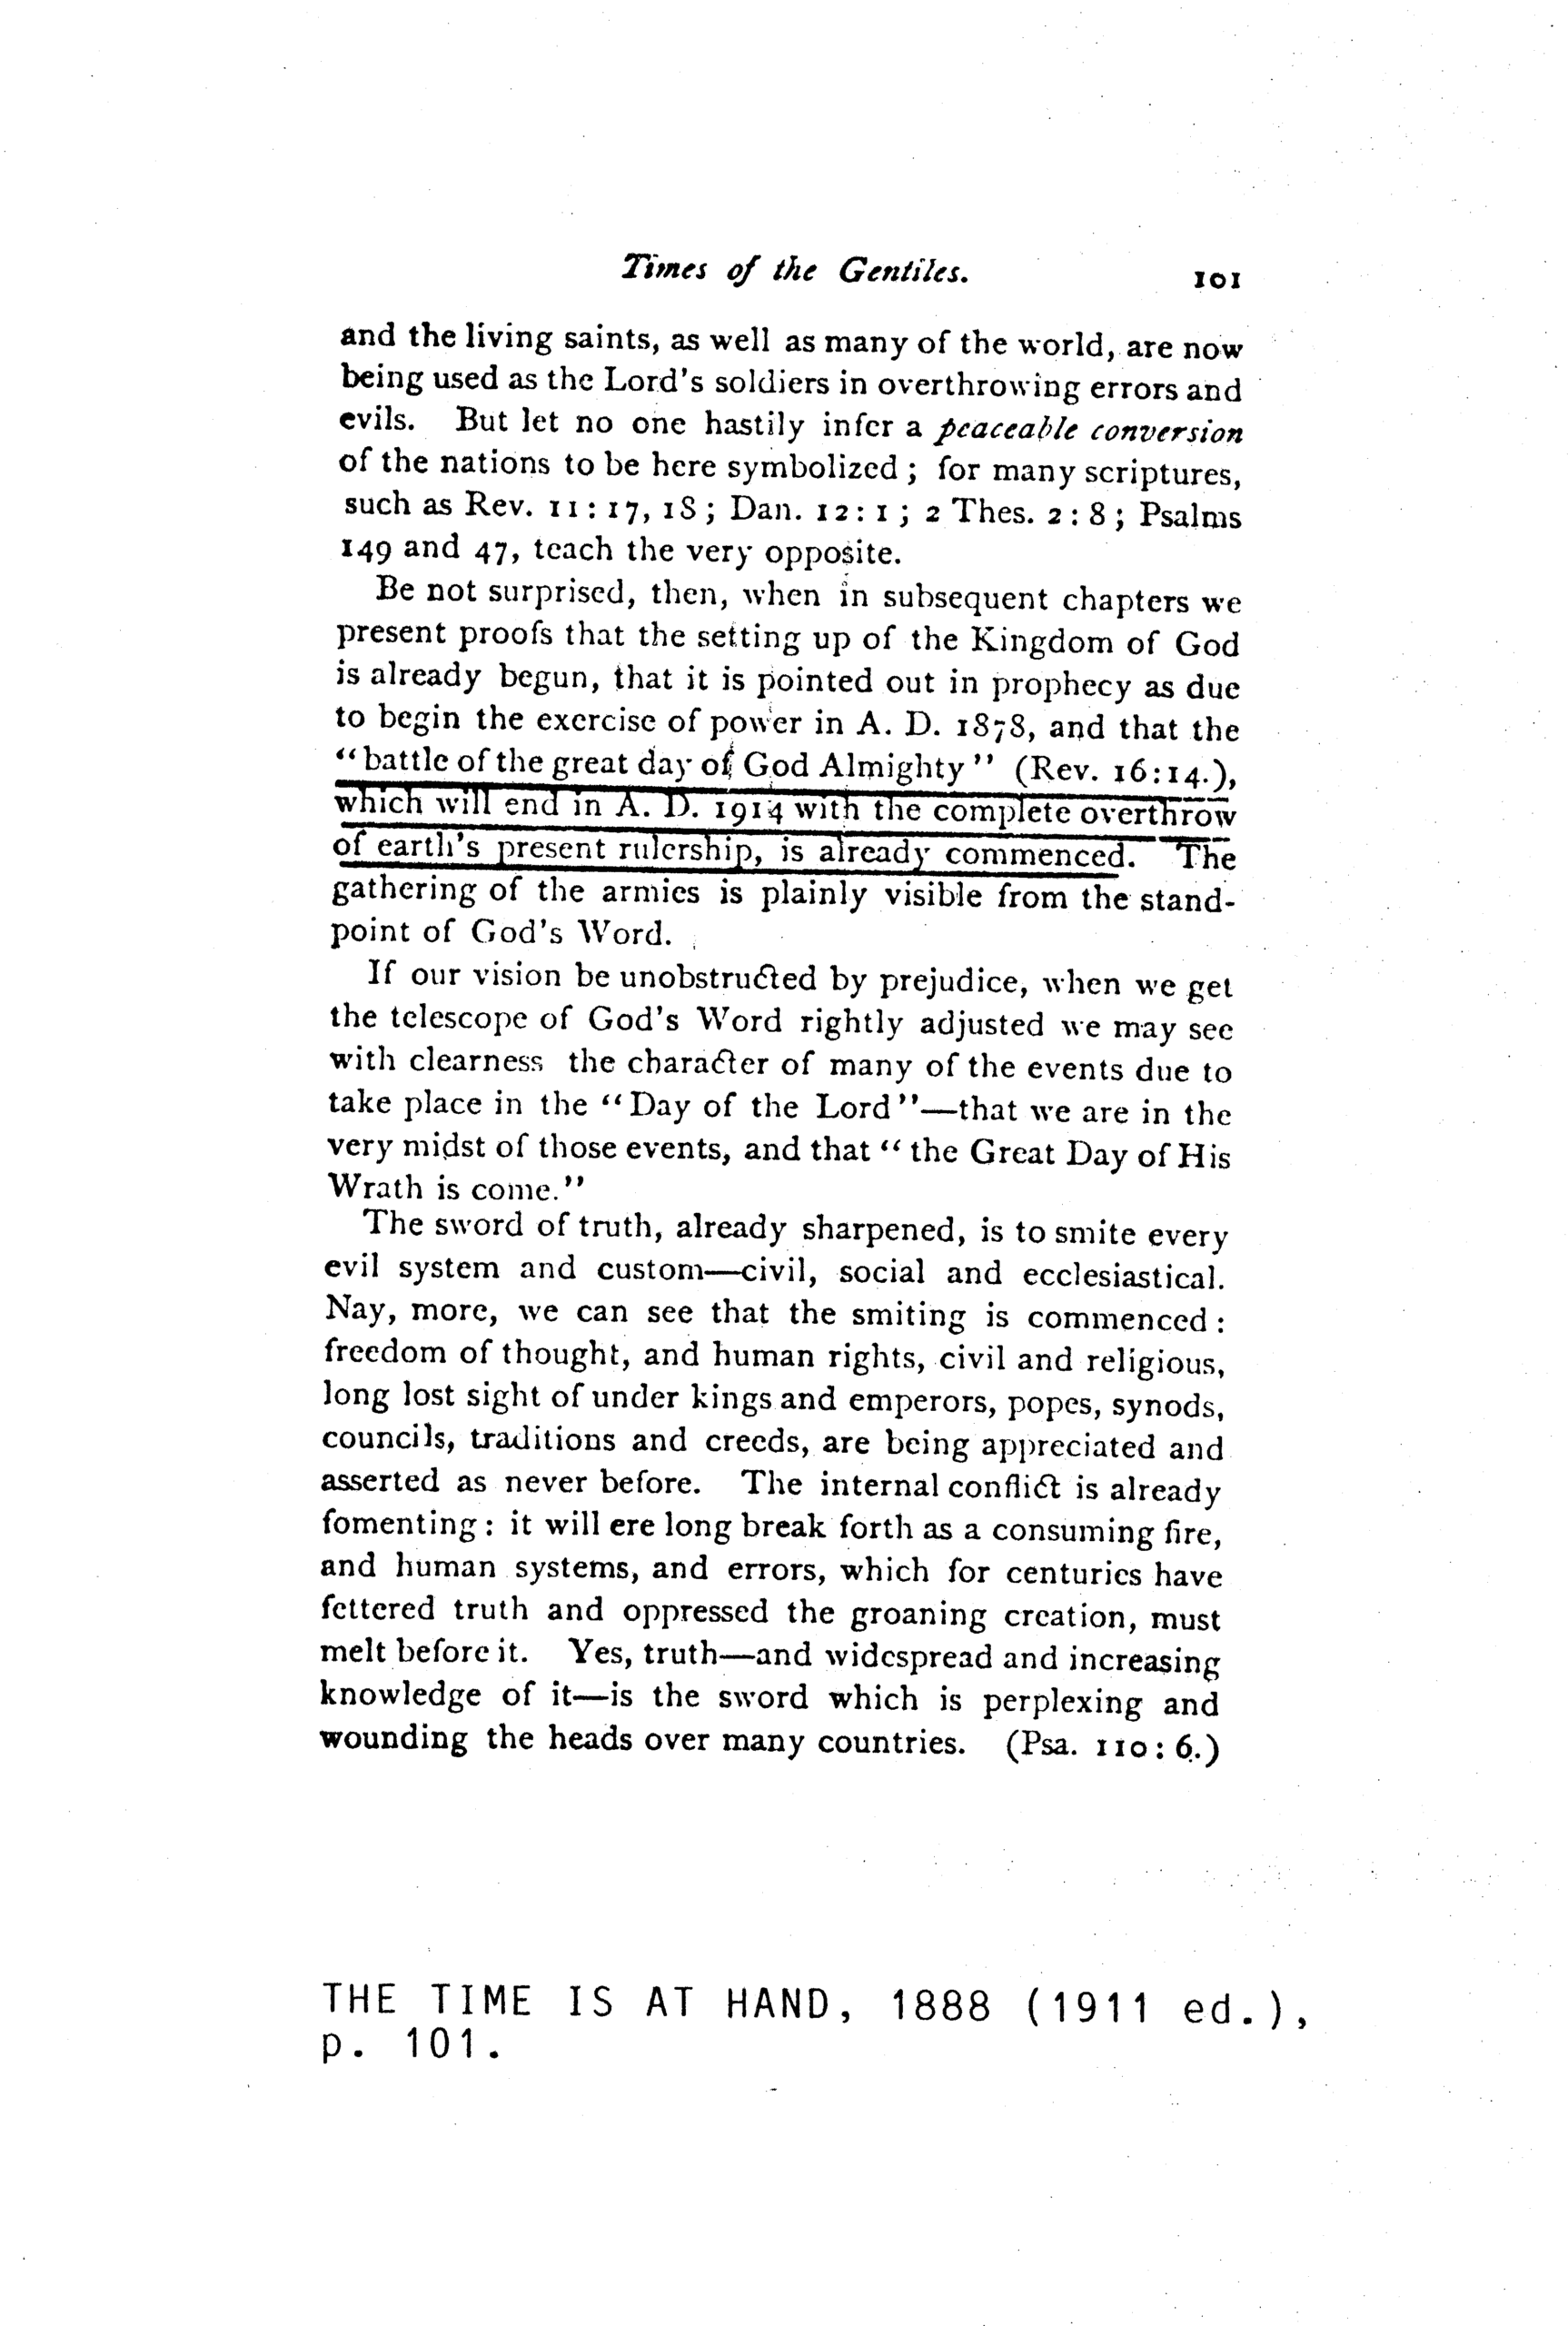 Times of the Gentiles. 101
and the living saints, as well as many of the world, are now
being used as the Lord's soldiers in overthrowing errors and
evils. But let no one hastily infer a peaceable conversion
of the nations to be here symbolized ; for many scriptures,
such as Rev. 11 : 17, 18 ; Dan. 12 : 1 ; 2 Thes. 2 : 8 ; Psalms
149 and 47, teach the very opposite.
Be not surprised, then, when in subsequent chapters we
present proofs that the setting up of the Kingdom of God
is already begun, that it is pointed out in prophecy as due
to begin the exercise of power in A. D. 1878, and that the
“battle of the great day of God Almighty” (Rev. 16:14.),
which will end in A. D. 1914 with the complete overthrow
of earth's present rulership, is already commenced. The
gathering of the armies is plainly visible from the stand-
point of God's Word.
If our vision be unobstructed by prejudice, when we get
the telescope of God's Word rightly adjusted we may see
with clearness the character of many of the events due to
take place in the “Day of the Lord”—that we are in the
very midst of those events, and that “the Great Day of His
Wrath is come.”
The sword of truth, already sharpened, is to smite every
evil system and custom—civil, social and ecclesiastical.
Nay, more, we can see that the smiting is commenced :
freedom of thought, and human rights, civil and religious,
long lost sight of under kings and emperors, popes, synods,
councils, traditions and creeds, are being appreciated and
asserted as never before. The internal conflict is already
fomenting : it will ere long break forth as a consuming fire,
and human systems, and errors, which for centuries have
fettered truth and oppressed the groaning creation, must
melt before it. Yes, truth—and widespread and increasing
knowledge of it—is the sword which is perplexing and
wounding the heads over many countries. (Psa. 110 : 6.)
THE TIME IS AT HAND, 1888 (1911 ed.),
p. 101.